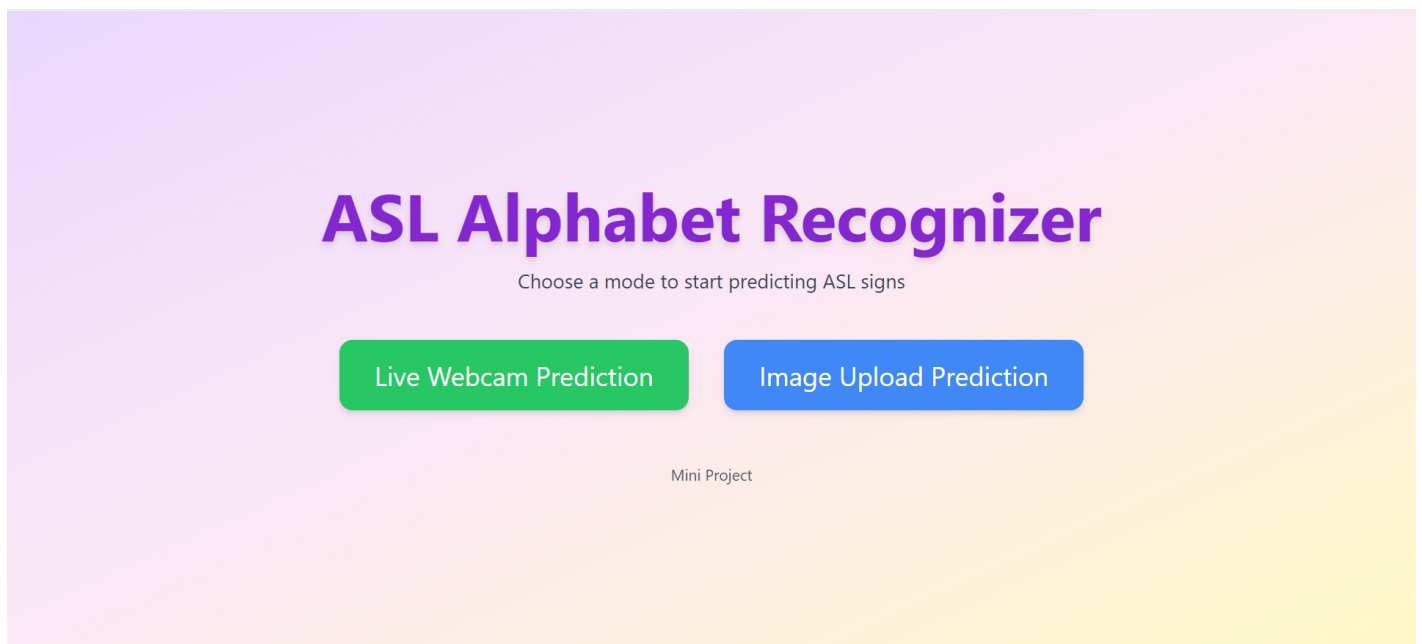 ASL Alphabet Recognizer
Choose a mode to start predicting ASL signs
Live Webcam Prediction
Image Upload Prediction
Mini Project